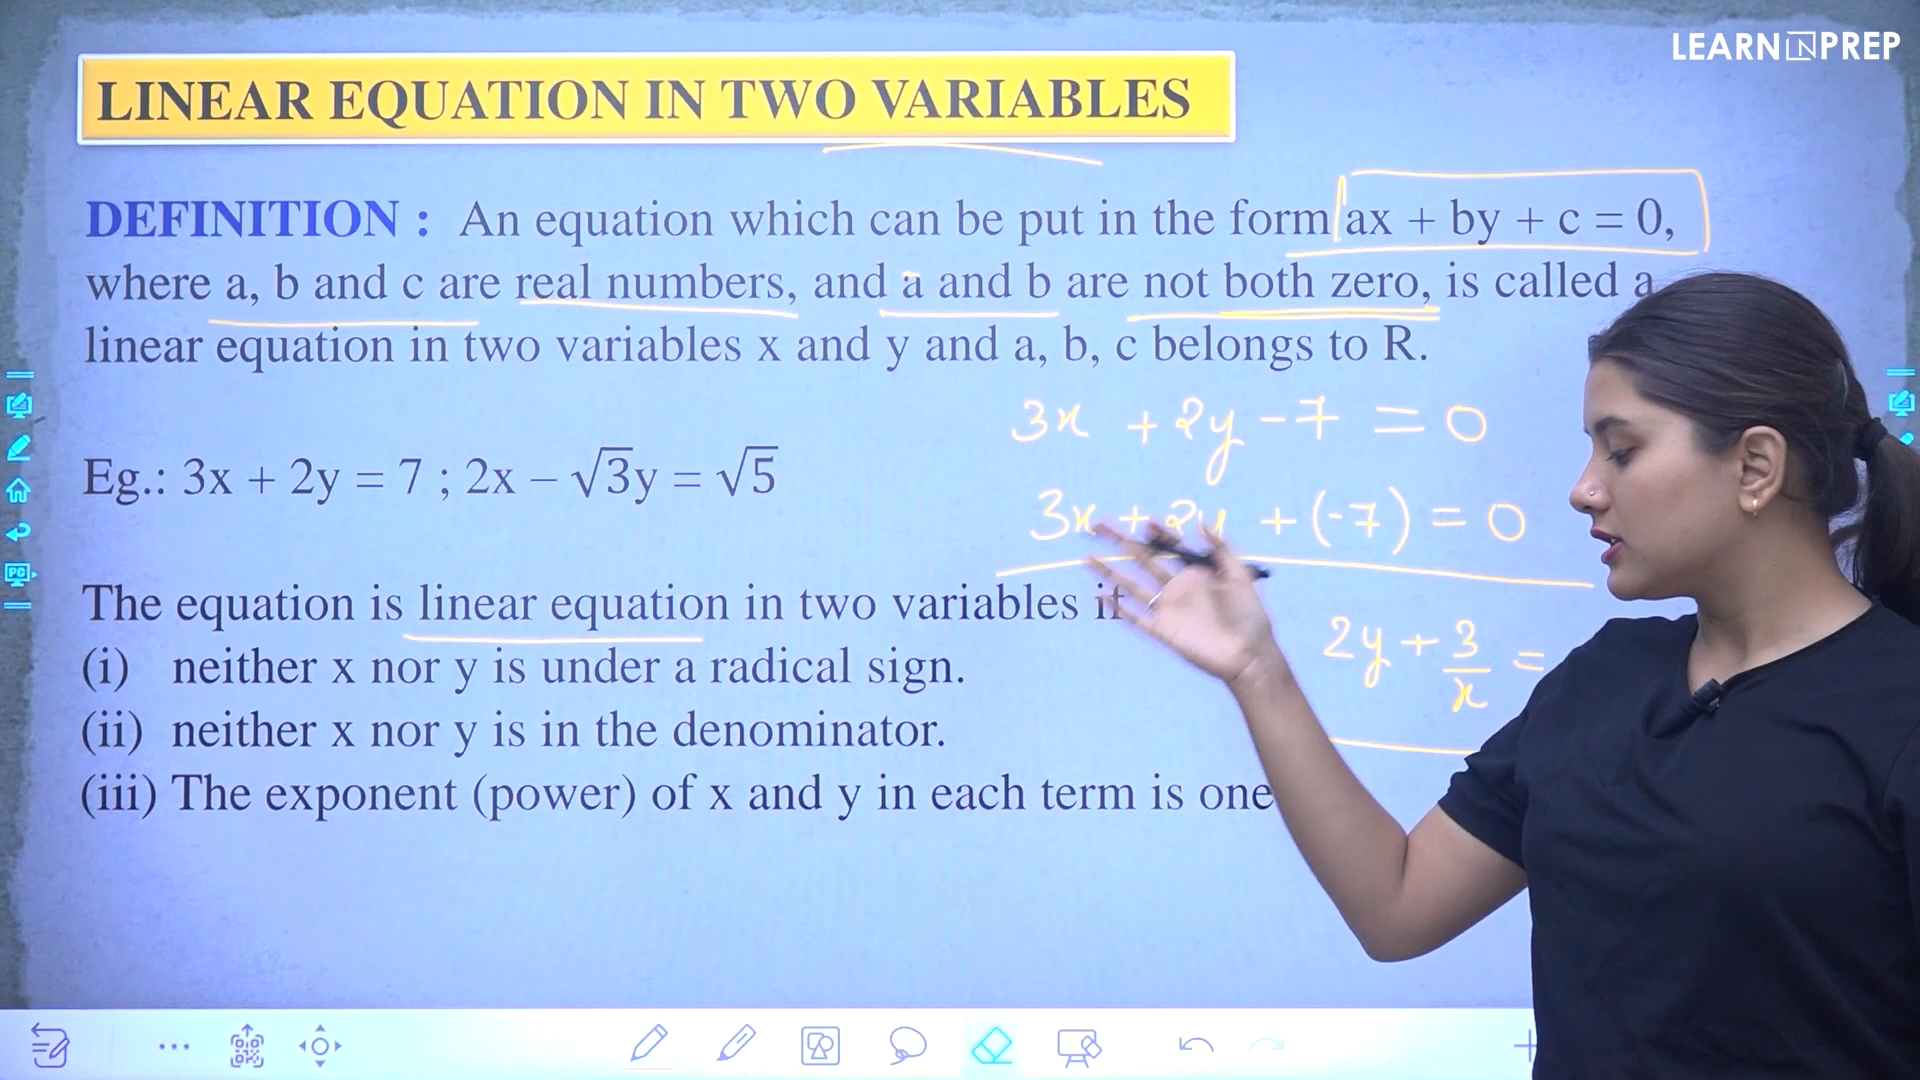 LEARN N PREP
LINEAR EQUATION IN TWO VARIABLES
DEFINITION : An equation which can be put in the form ax + by + c = 0,
where a, b and c are real numbers, and a and b are not both zero, is called a
linear equation in two variables x and y and a, b, c belongs to R.
3x + 2y - 7 = 0
Eg.: 3x + 2y = 7 ; 2x – √3y = √5
3x + 2y + (-7) = 0
The equation is linear equation in two variables if
2y + 3/x =
(i) neither x nor y is under a radical sign.
(ii) neither x nor y is in the denominator.
(iii) The exponent (power) of x and y in each term is one
PC